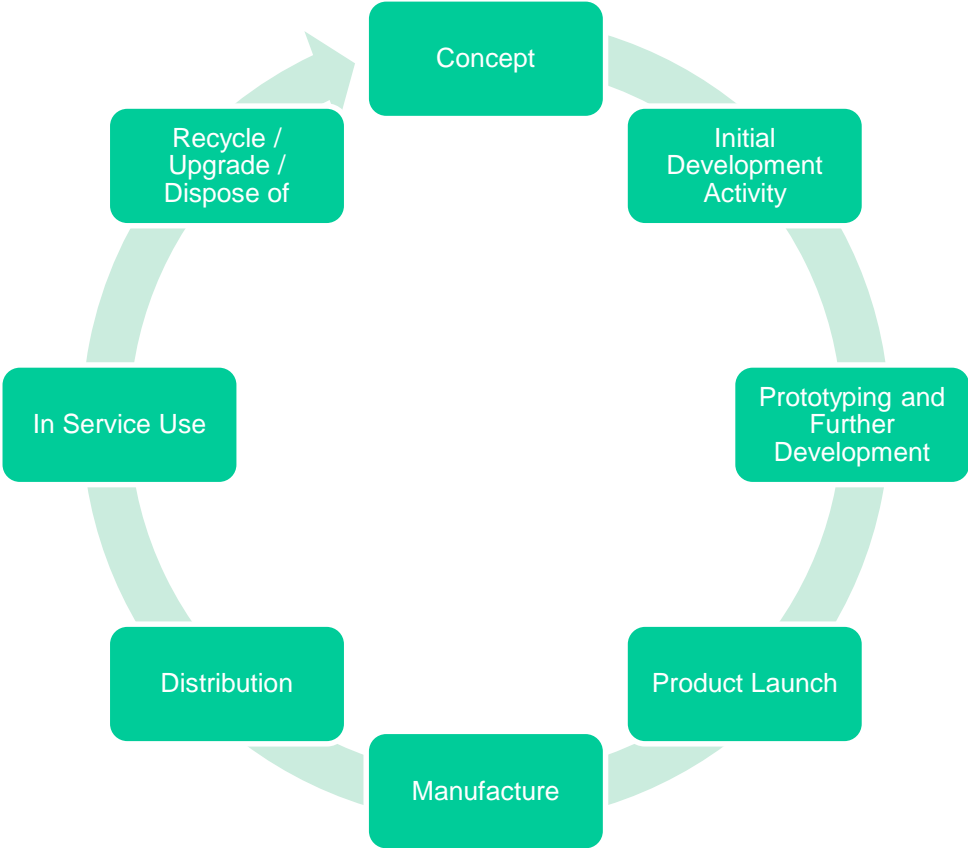 Concept
Initial
Development
Activity
Prototyping and
Further
Development
Product Launch
Manufacture
Distribution
In Service Use
Recycle /
Upgrade /
Dispose of